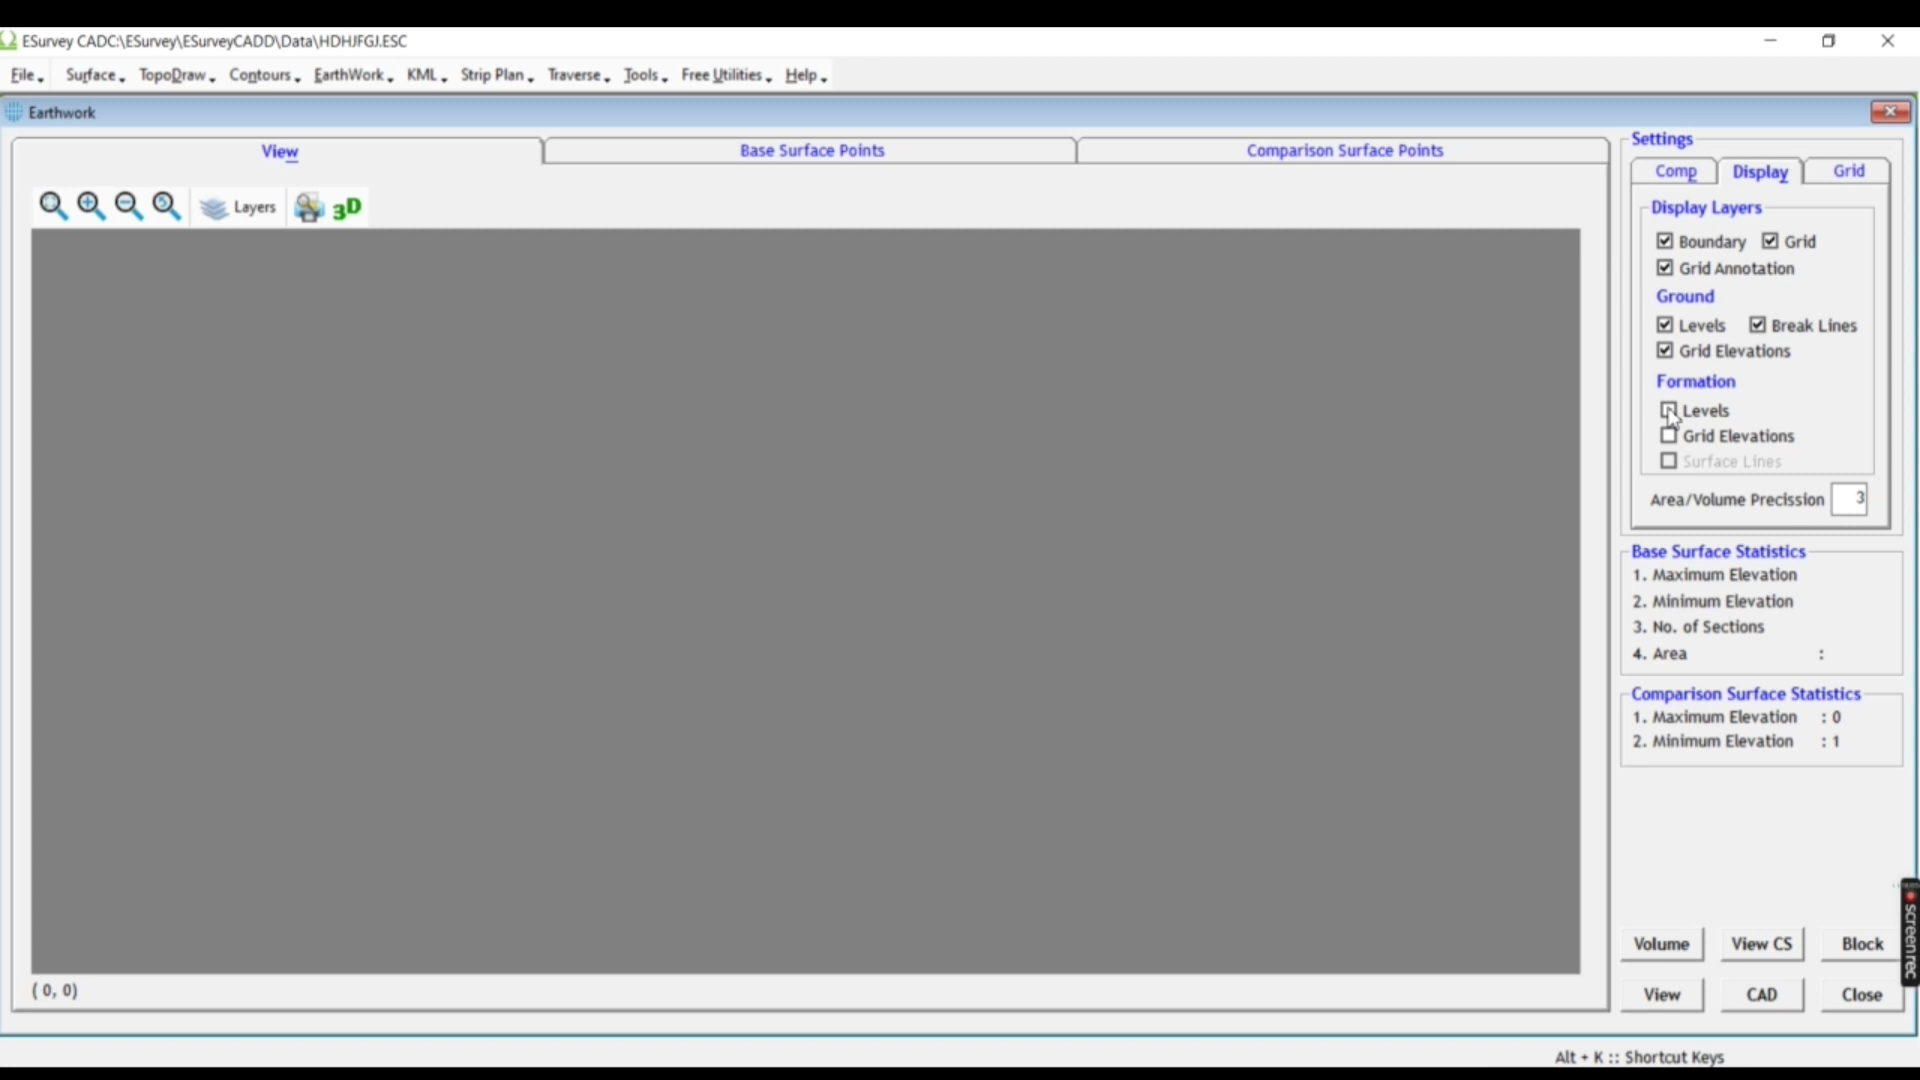 ESurvey CADC:\ESurvey\ESurveyCADD\Data\HDHJFGJ.ESC
File Surface TopoDraw Contours EarthWork KML Strip Plan Traverse Tools Free Utilities Help
Earthwork
View Base Surface Points Comparison Surface Points
Settings
Comp Display Grid
Layers 3D
Display Layers
Boundary Grid
Grid Annotation
Ground
Levels Break Lines
Grid Elevations
Formation
Levels
Grid Elevations
Surface Lines
Area/Volume Precission 3
Base Surface Statistics
1. Maximum Elevation
2. Minimum Elevation
3. No. of Sections
4. Area :
Comparison Surface Statistics
1. Maximum Elevation : 0
2. Minimum Elevation : 1
screen rec
Volume View CS Block
View CAD Close
( 0, 0)
Alt + K :: Shortcut Keys